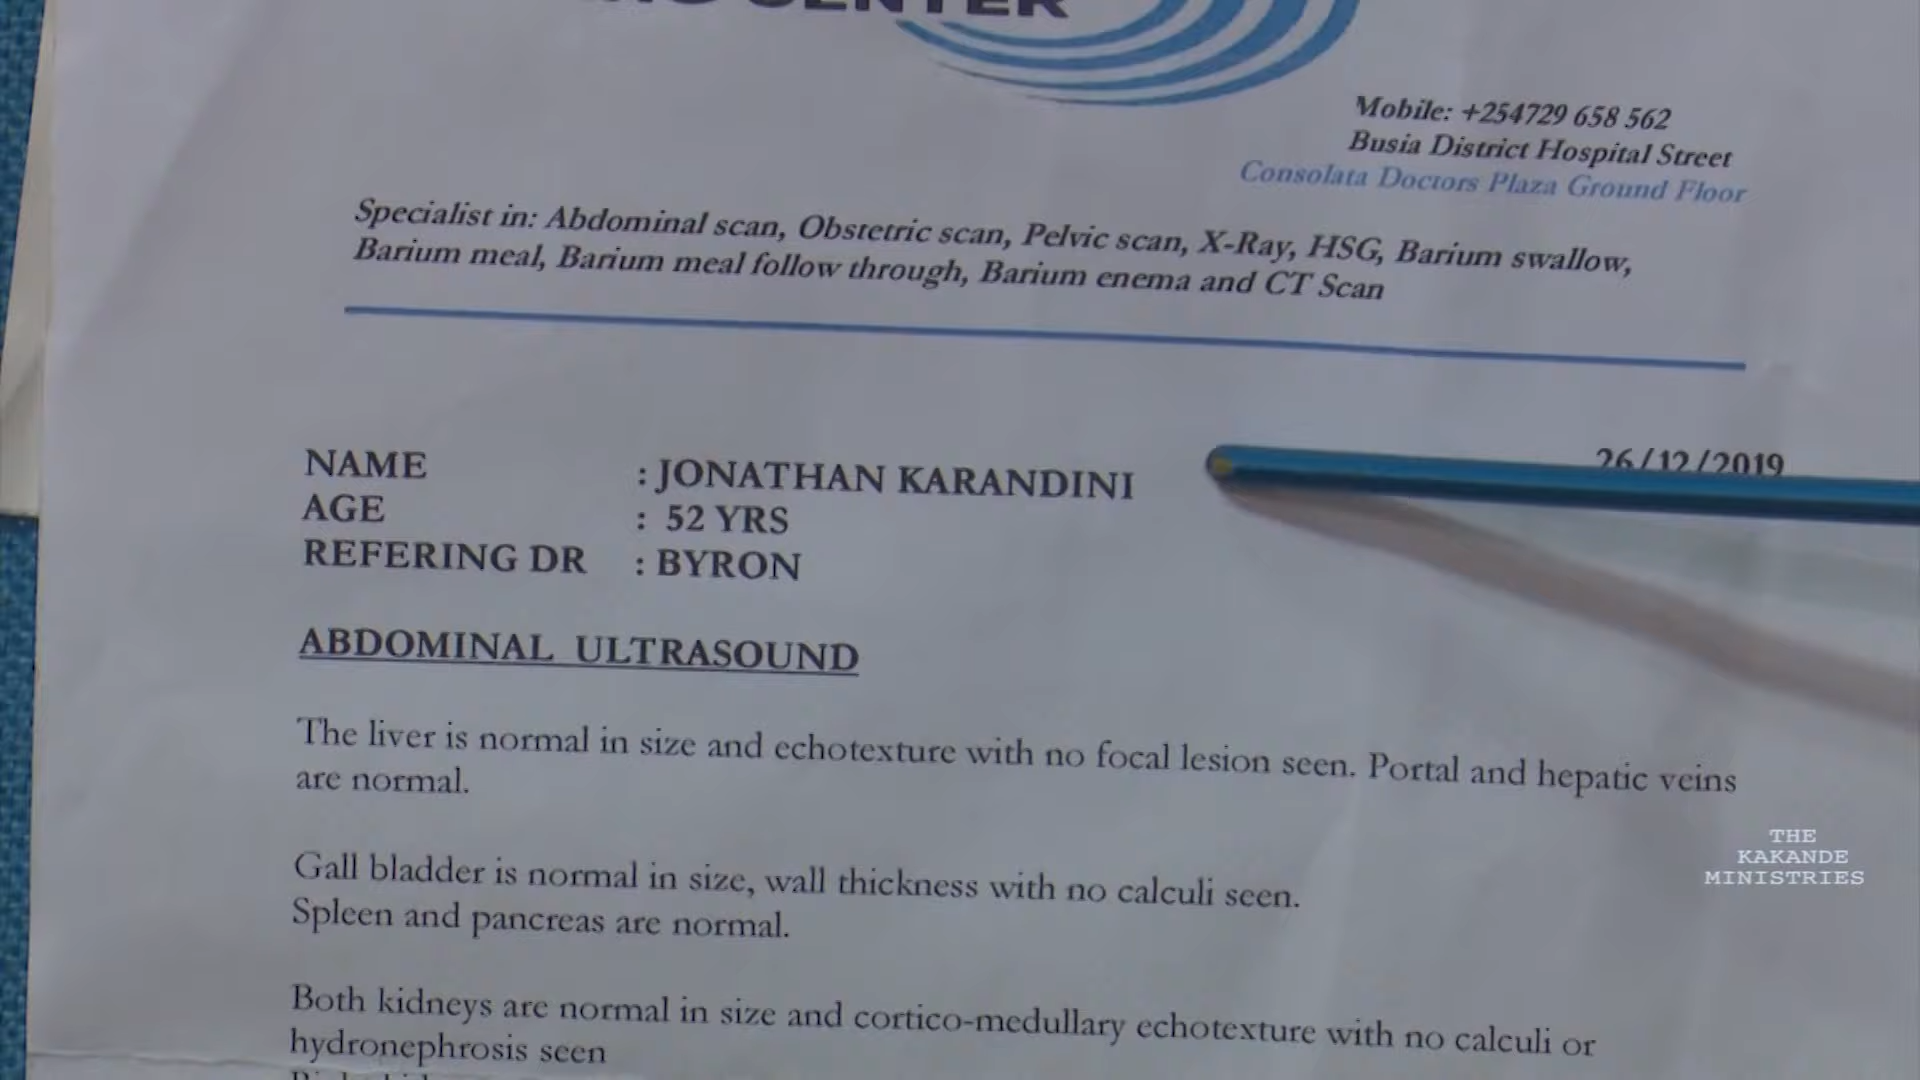 CENTER
Mobile: +254729 658 562
Busia District Hospital Street
Consolata Doctors Plaza Ground Floor
Specialist in: Abdominal scan, Obstetric scan, Pelvic scan, X-Ray, HSG, Barium swallow,
Barium meal, Barium meal follow through, Barium enema and CT Scan
26/12/2019
NAME : JONATHAN KARANDINI
AGE : 52 YRS
REFERING DR : BYRON
ABDOMINAL ULTRASOUND
The liver is normal in size and echotexture with no focal lesion seen. Portal and hepatic veins
are normal.
Gall bladder is normal in size, wall thickness with no calculi seen.
Spleen and pancreas are normal.
Both kidneys are normal in size and cortico-medullary echotexture with no calculi or
hydronephrosis seen
THE
KAKANDE
MINISTRIES